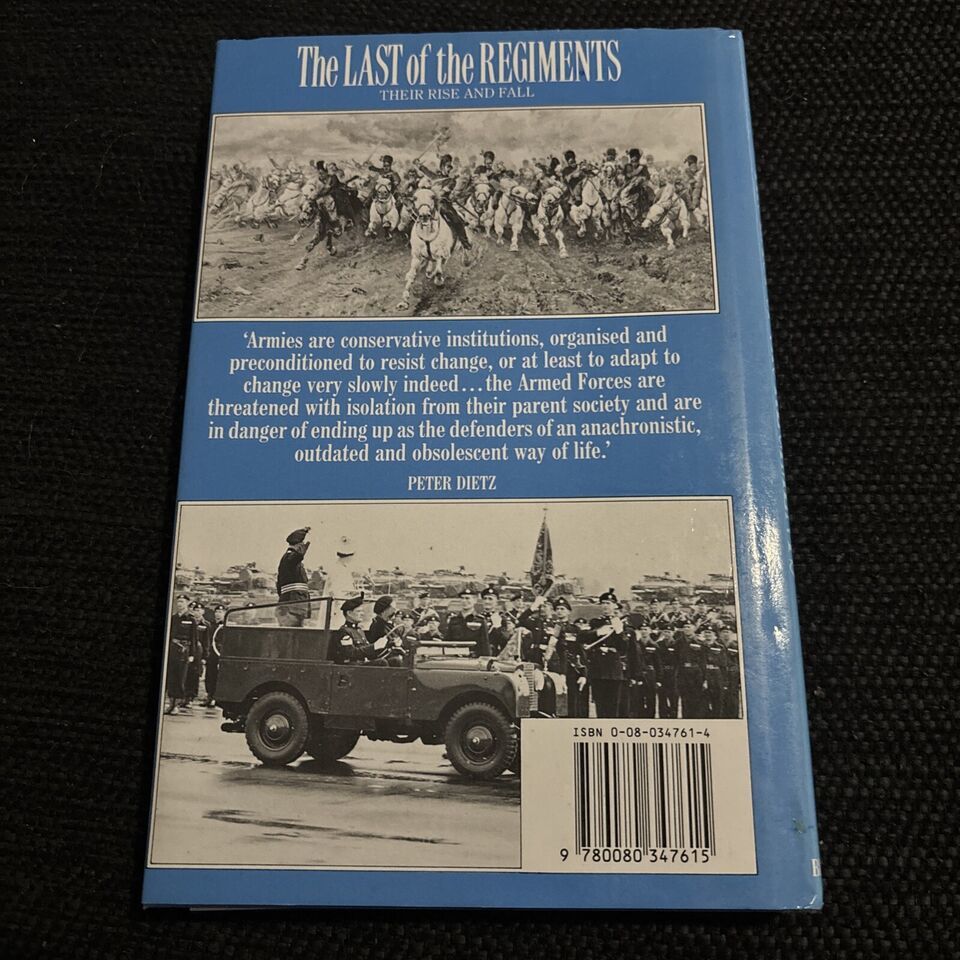 The LAST of the REGIMENTS
THEIR RISE AND FALL
‘Armies are conservative institutions, organised and
preconditioned to resist change, or at least to adapt to
change very slowly indeed...the Armed Forces are
threatened with isolation from their parent society and are
in danger of ending up as the defenders of an anachronistic,
outdated and obsolescent way of life.’
PETER DIETZ
ISBN 0-08-034761-4
9 780080 347615